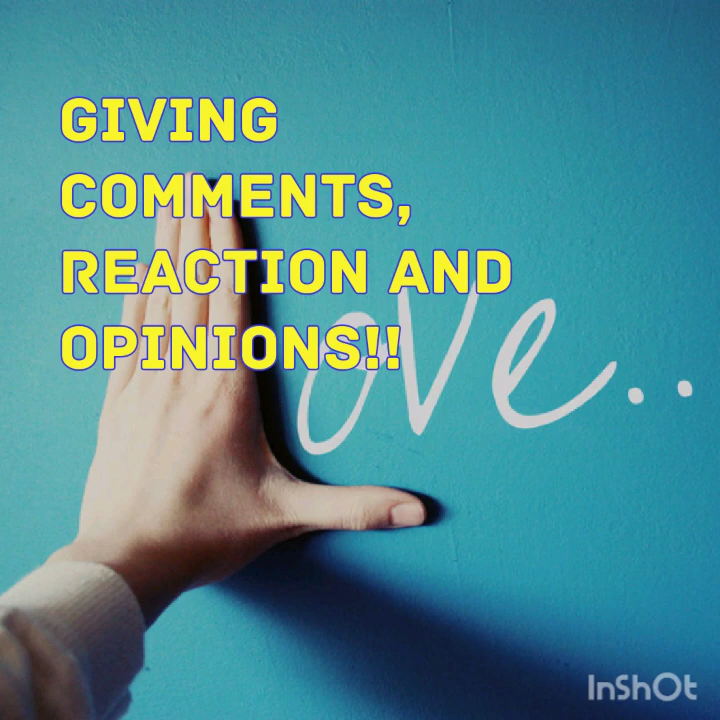 GIVING
COMMENTS,
REACTION AND
OPINIONS!!
ove..
InShOt